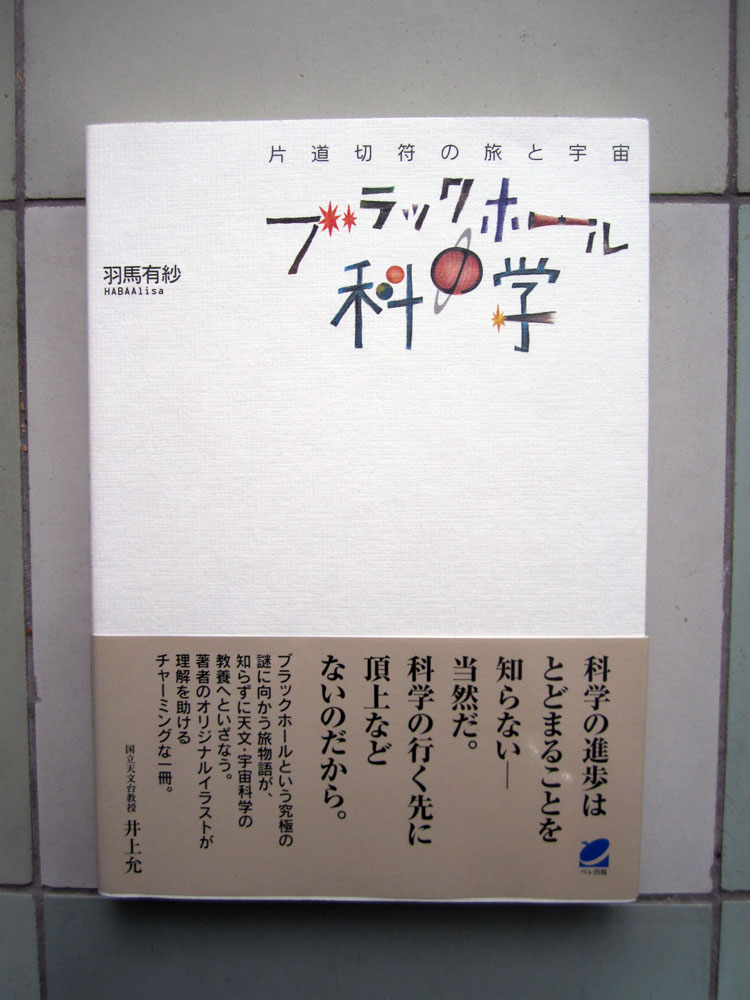 片道切符の旅と宇宙
ブラックホール
の科学
羽馬有紗
HABAAlisa
科学の進歩は
とどまることを
知らない―
当然だ。
科学の行く先に
頂上など
ないのだから。
ブラックホールという究極の
謎に向かう旅物語が、
知らずに天文・宇宙科学の
教養へといざなう。
著者のオリジナルイラストが
理解を助ける
チャーミングな一冊。
国立天文台教授 井上允
ベレ出版